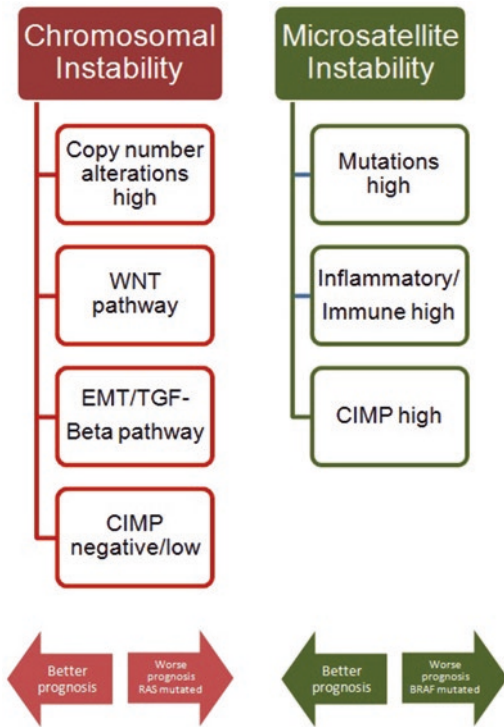 Chromosomal
Instability
Copy number
alterations
high
WNT
pathway
EMT/TGF-
Beta pathway
CIMP
negative/low
Better
prognosis
Worse
prognosis
RAS mutated
Microsatellite
Instability
Mutations
high
Inflammatory/
Immune high
CIMP high
Better
prognosis
Worse
prognosis
BRAF mutated